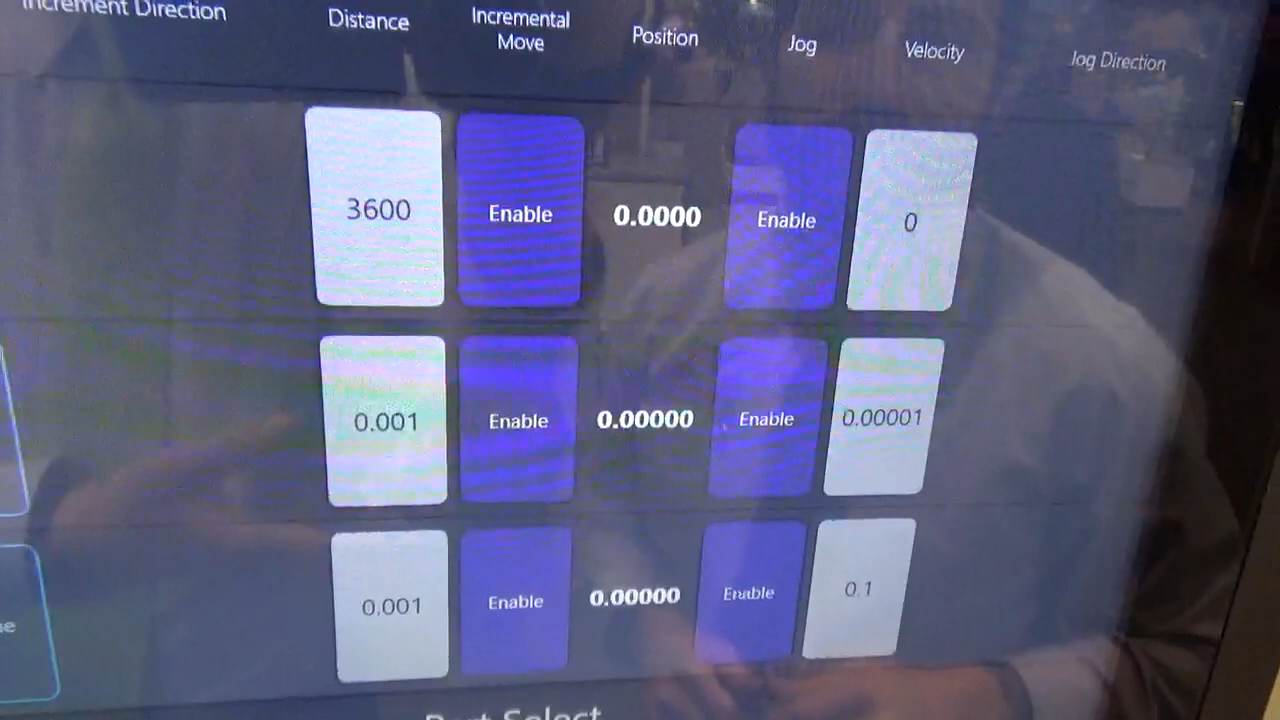 Increment Direction
Distance
Incremental
Move
Position
Jog
Velocity
Jog Direction
3600
Enable
0.0000
Enable
0
0.001
Enable
0.00000
Enable
0.00001
0.001
Enable
0.00000
Enable
0.1